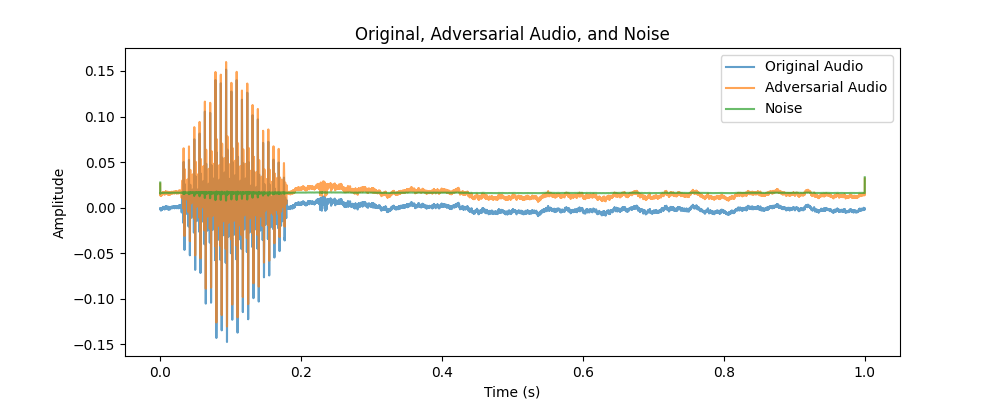 Original, Adversarial Audio, and Noise
Original Audio
Adversarial Audio
Noise
Amplitude
0.15
0.10
0.05
0.00
−0.05
−0.10
−0.15
0.0 0.2 0.4 0.6 0.8 1.0
Time (s)